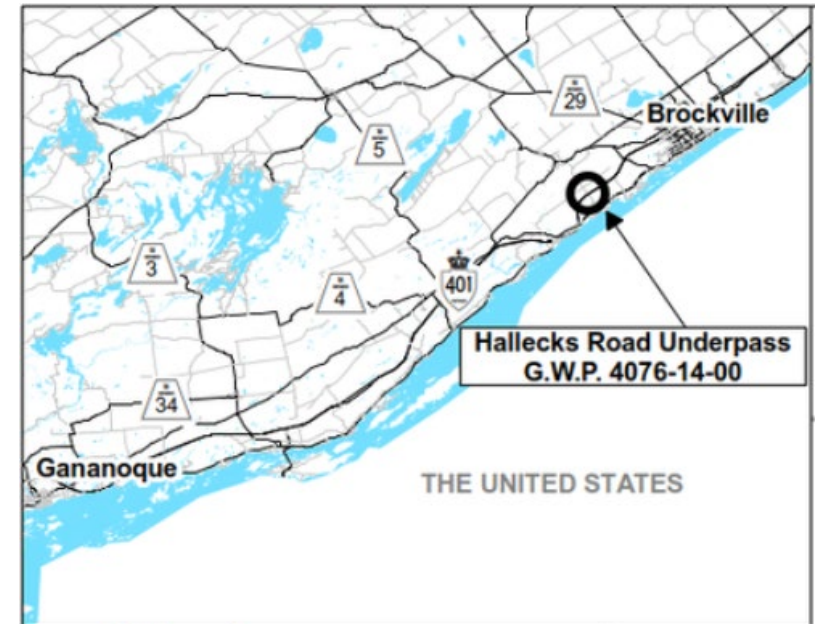 29
Brockville
5
3
401
4
Hallecks Road Underpass
G.W.P. 4076-14-00
34
Gananoque
THE UNITED STATES